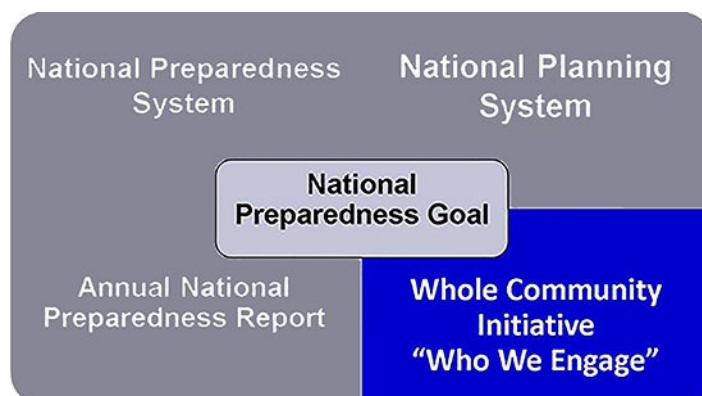 National Preparedness
System
National Planning
System
National
Preparedness Goal
Annual National
Preparedness Report
Whole Community
Initiative
“Who We Engage”